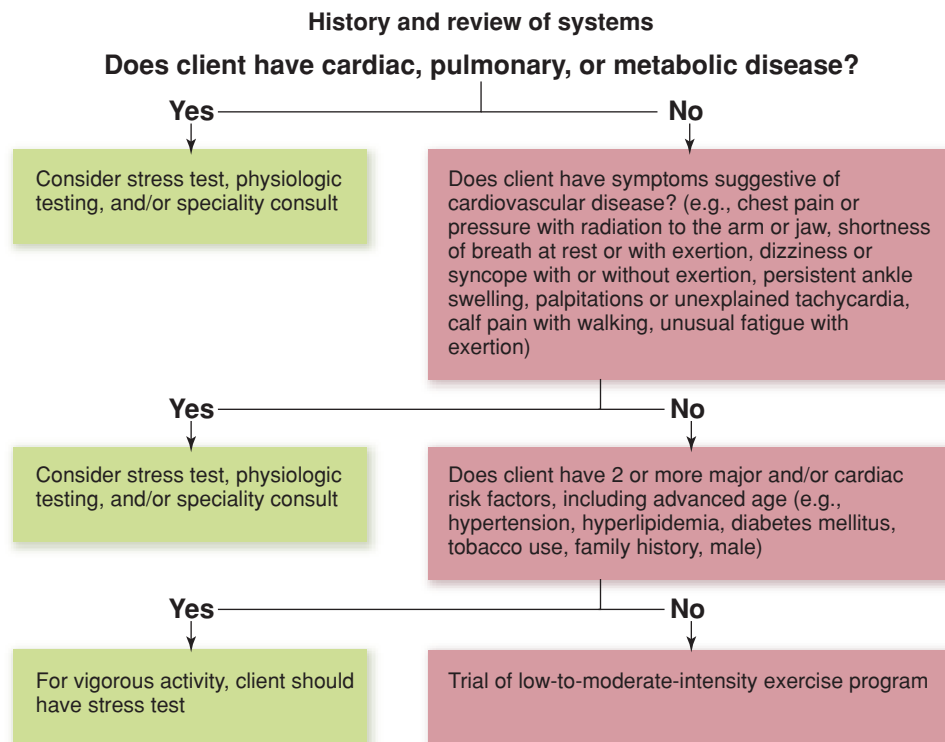 History and review of systems
Does client have cardiac, pulmonary, or metabolic disease?
Yes
No
Consider stress test, physiologic
testing, and/or speciality consult
Does client have symptoms suggestive of
cardiovascular disease? (e.g., chest pain or
pressure with radiation to the arm or jaw, shortness
of breath at rest or with exertion, dizziness or
syncope with or without exertion, persistent ankle
swelling, palpitations or unexplained tachycardia,
calf pain with walking, unusual fatigue with
exertion)
Yes
No
Consider stress test, physiologic
testing, and/or speciality consult
Does client have 2 or more major and/or cardiac
risk factors, including advanced age (e.g.,
hypertension, hyperlipidemia, diabetes mellitus,
tobacco use, family history, male)
Yes
No
For vigorous activity, client should
have stress test
Trial of low-to-moderate-intensity exercise program